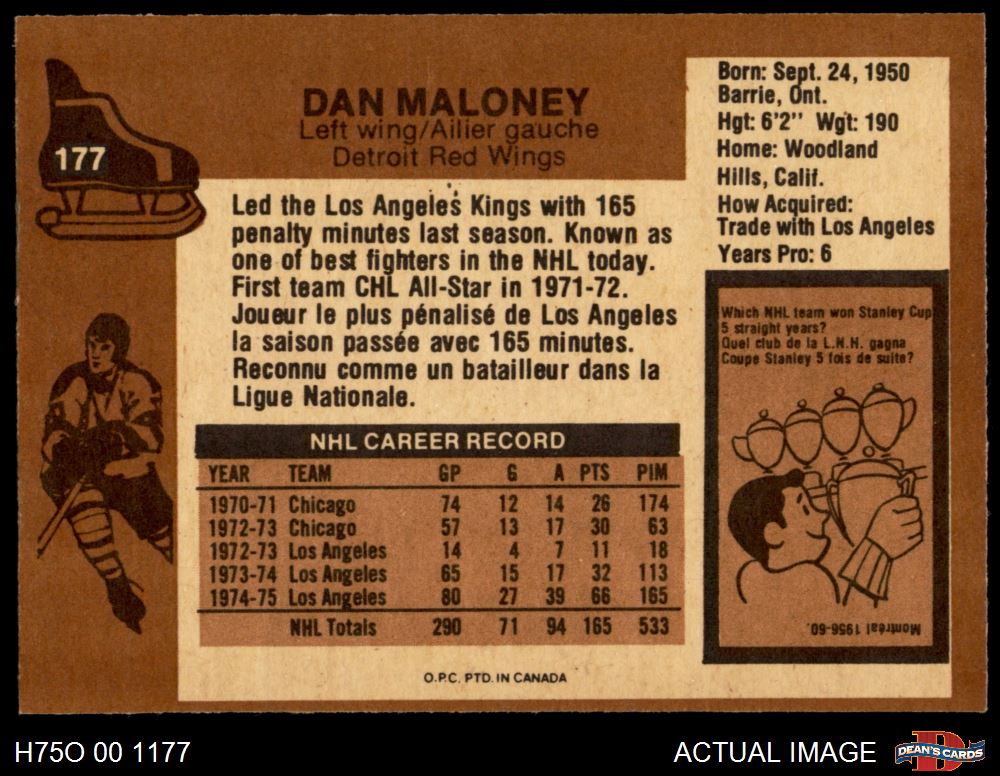 177
DAN MALONEY
Left wing/Ailier gauche
Detroit Red Wings
Born: Sept. 24, 1950
Barrie, Ont.
Hgt: 6'2" Wgt: 190
Home: Woodland
Hills, Calif.
How Acquired:
Trade with Los Angeles
Years Pro: 6
Led the Los Angeles Kings with 165
penalty minutes last season. Known as
one of best fighters in the NHL today.
First team CHL All-Star in 1971-72.
Joueur le plus pénalisé de Los Angeles
la saison passée avec 165 minutes.
Reconnu comme un batailleur dans la
Ligue Nationale.
NHL CAREER RECORD
YEAR TEAM GP G A PTS PIM
1970-71 Chicago 74 12 14 26 174
1972-73 Chicago 57 13 17 30 63
1972-73 Los Angeles 14 4 7 11 18
1973-74 Los Angeles 65 15 17 32 113
1974-75 Los Angeles 80 27 39 66 165
NHL Totals 290 71 94 165 533
Which NHL team won Stanley Cup
5 straight years?
Quel club de la L.N.H. gagna
Coupe Stanley 5 fois de suite?
Montréal 1956-60.
O.P.C. PTD. IN CANADA
H75O 00 1177
ACTUAL IMAGE
DEAN'S CARDS